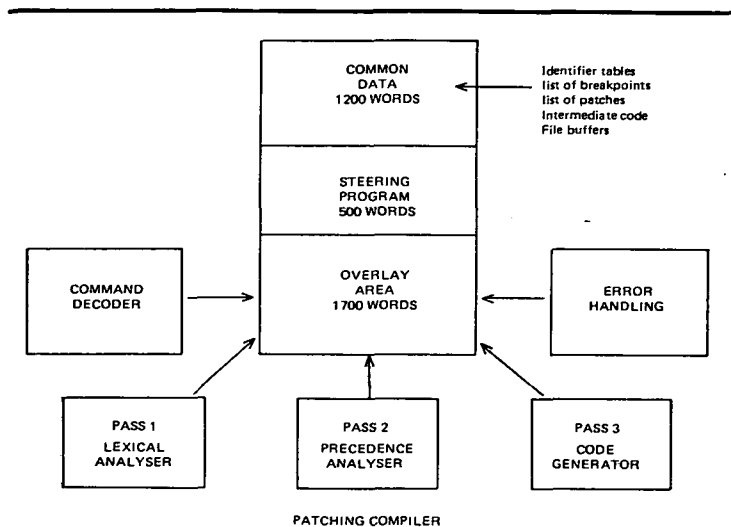 COMMON
DATA
1200 WORDS
Identifier tables
list of breakpoints
list of patches
Intermediate code
File buffers
STEERING
PROGRAM
500 WORDS
COMMAND
DECODER
OVERLAY
AREA
1700 WORDS
ERROR
HANDLING
PASS 1
LEXICAL
ANALYSER
PASS 2
PRECEDENCE
ANALYSER
PASS 3
CODE
GENERATOR
PATCHING COMPILER